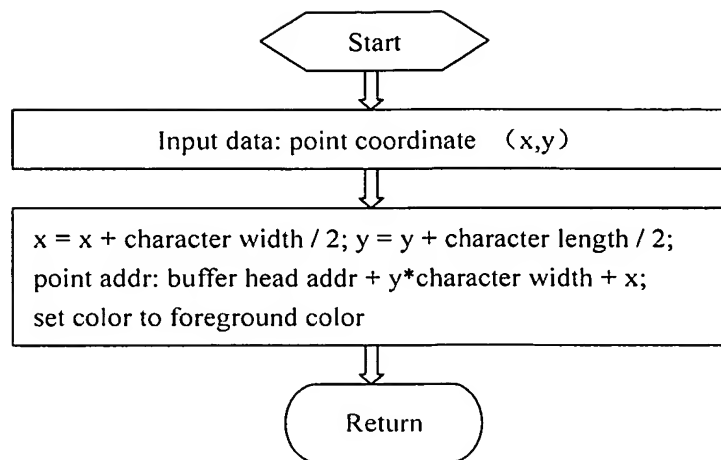 Start
Input data: point coordinate （x,y）
x = x + character width / 2; y = y + character length / 2;
point addr: buffer head addr + y*character width + x;
set color to foreground color
Return